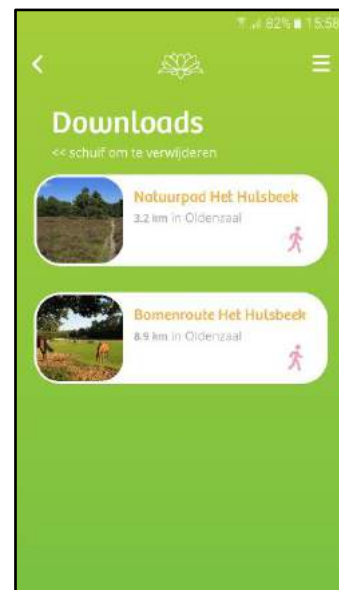 82% 15:58
Downloads
<< schuif om te verwijderen
Natuurpad Het Hulsbeek
3.2 km in Oldenzaal
Bomenroute Het Hulsbeek
8.9 km in Oldenzaal